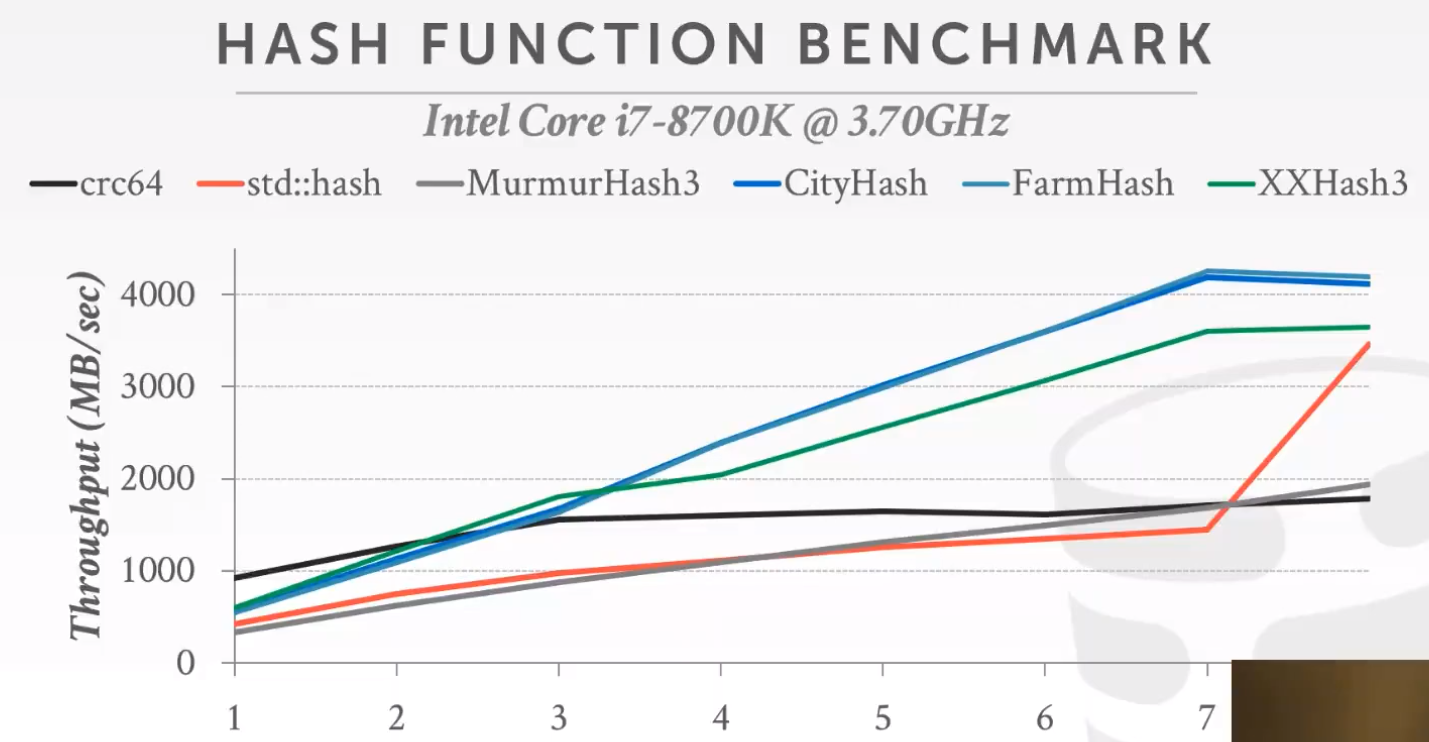 HASH FUNCTION BENCHMARK
Intel Core i7-8700K @ 3.70GHz
crc64 std::hash MurmurHash3 CityHash FarmHash XXHash3
Throughput (MB/sec)
4000
3000
2000
1000
0
1 2 3 4 5 6 7